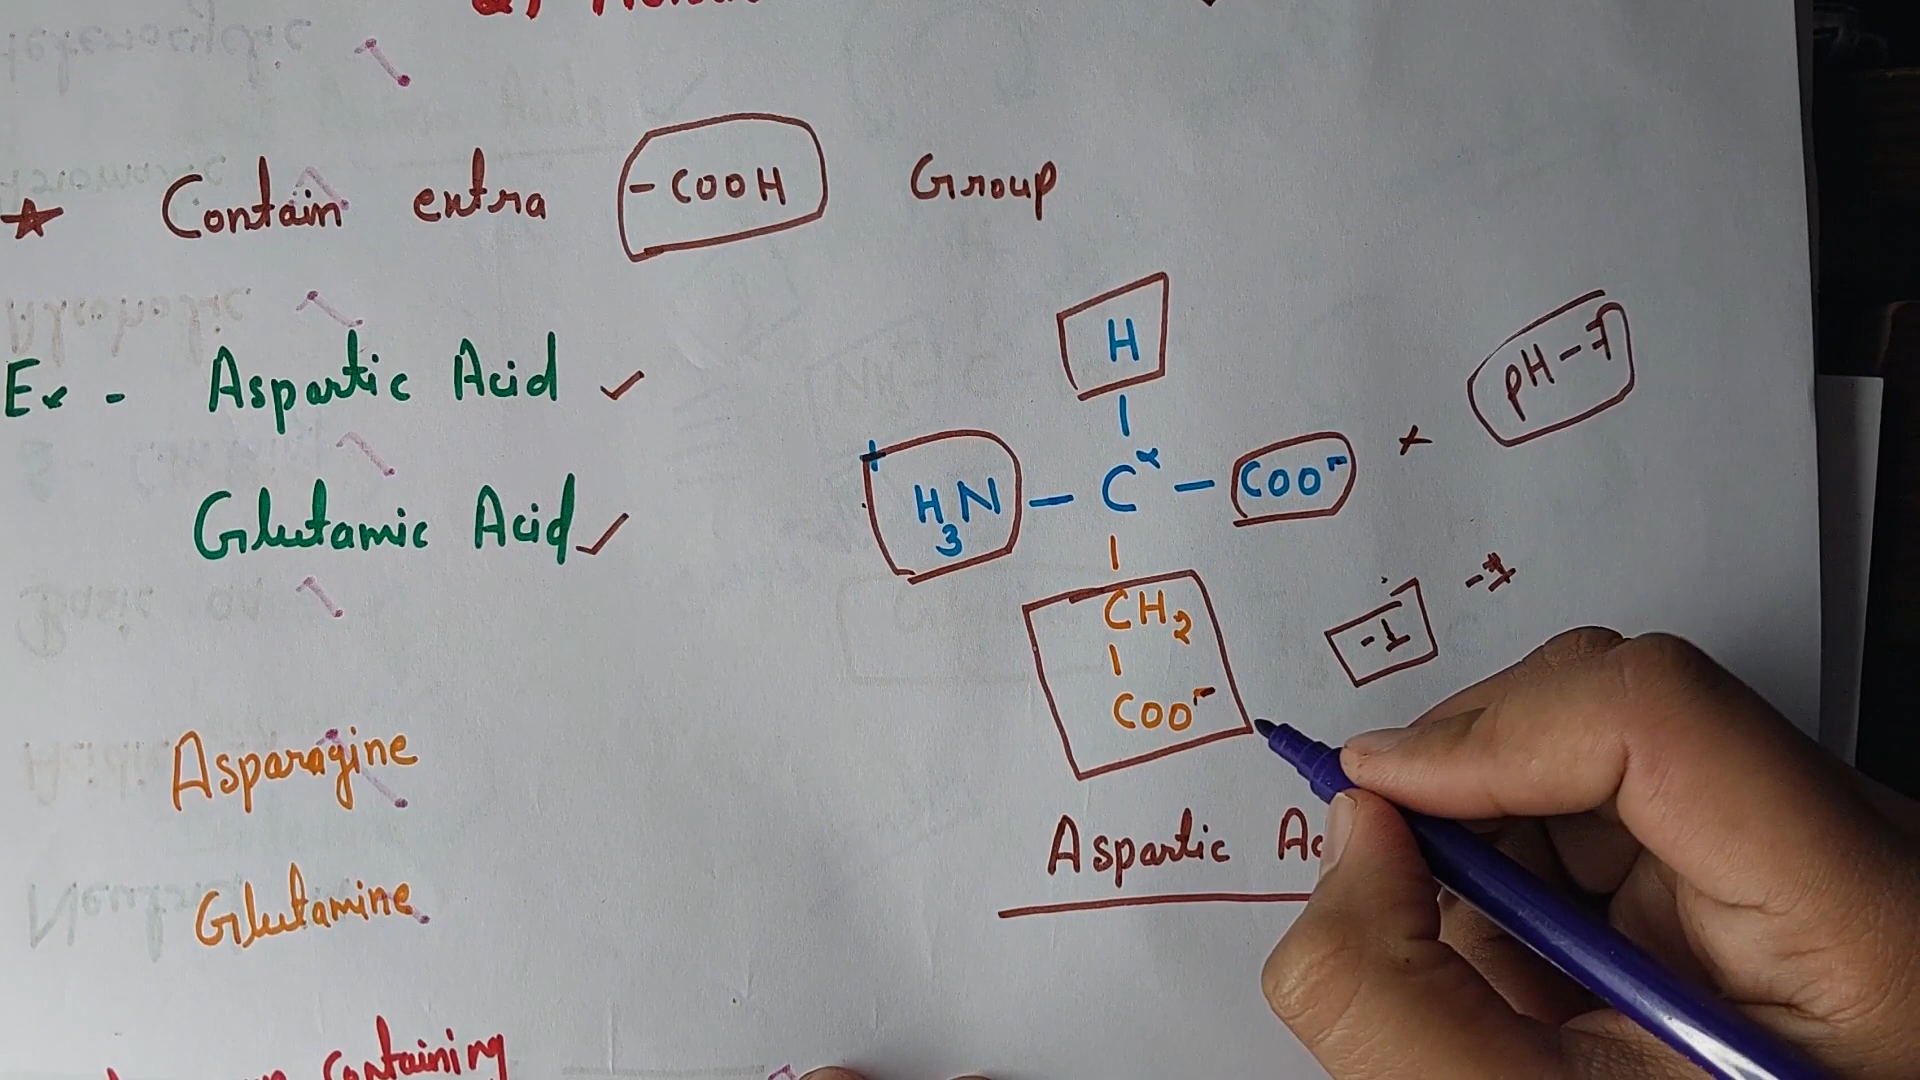 * Contain extra -COOH Group
Ex - Aspartic Acid ✓
Glutamic Acid ✓
Asparagine
Glutamine
containing
H
+
H3N - Cα - COO-
CH2
COO-
pH-7
-1
-1
Aspartic